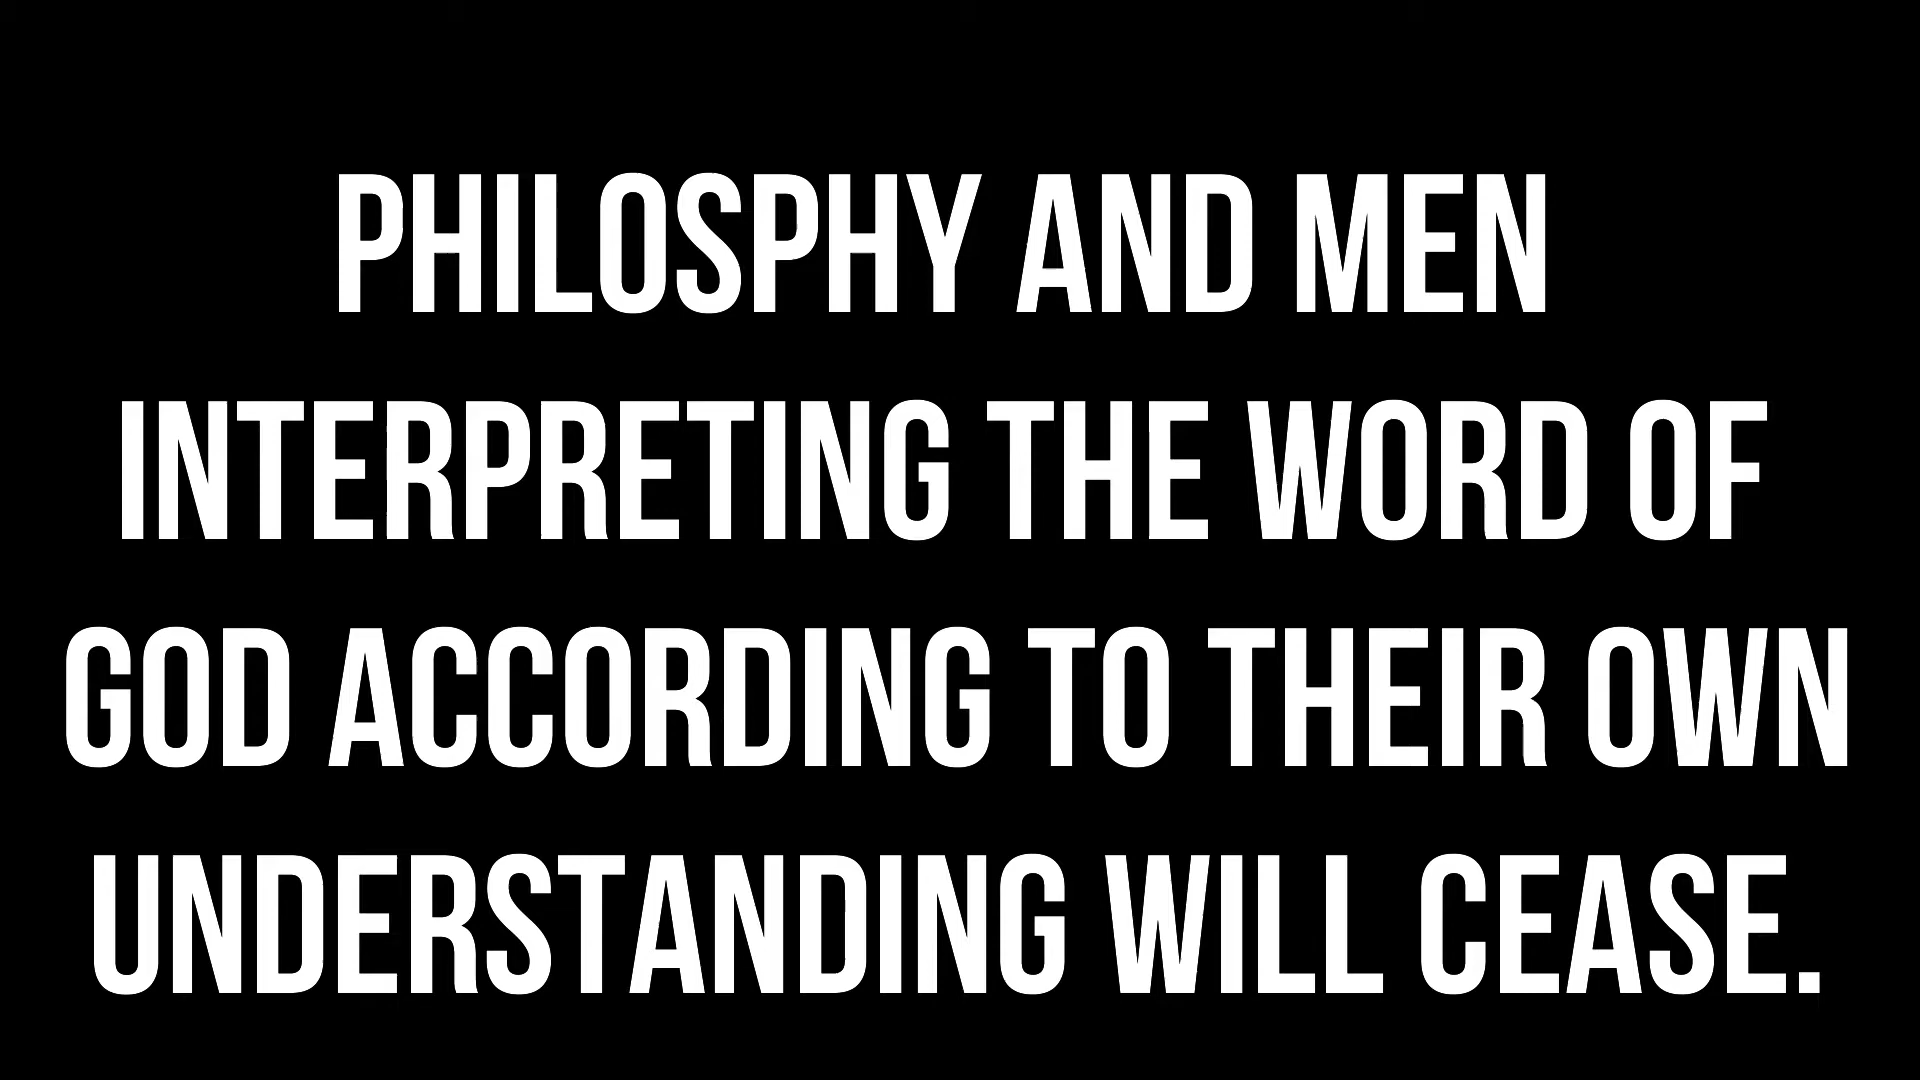 PHILOSPHY AND MEN
INTERPRETING THE WORD OF
GOD ACCORDING TO THEIR OWN
UNDERSTANDING WILL CEASE.